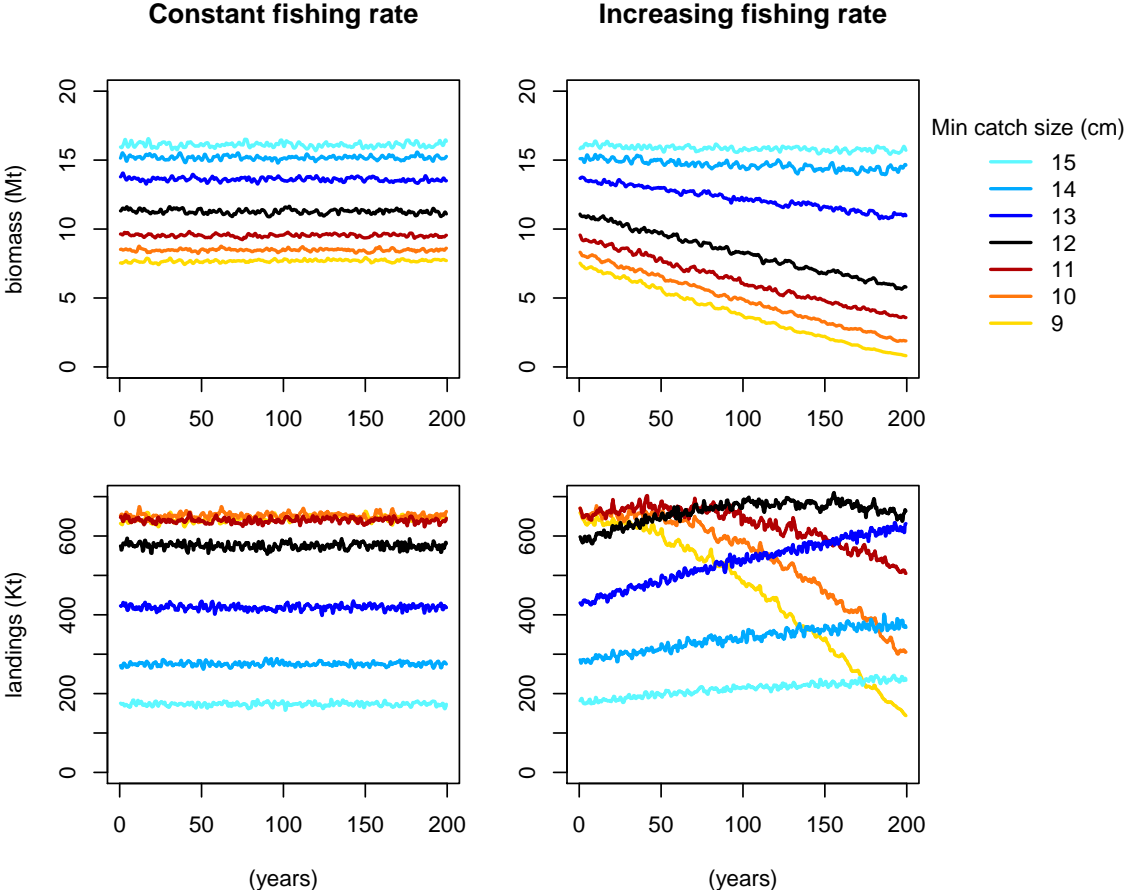 Constant fishing rate
Increasing fishing rate
biomass (Mt)
20
15
10
5
0
0 50 100 150 200
20
15
10
5
0
0 50 100 150 200
Min catch size (cm)
15
14
13
12
11
10
9
landings (Kt)
600
400
200
0
0 50 100 150 200
(years)
600
400
200
0
0 50 100 150 200
(years)